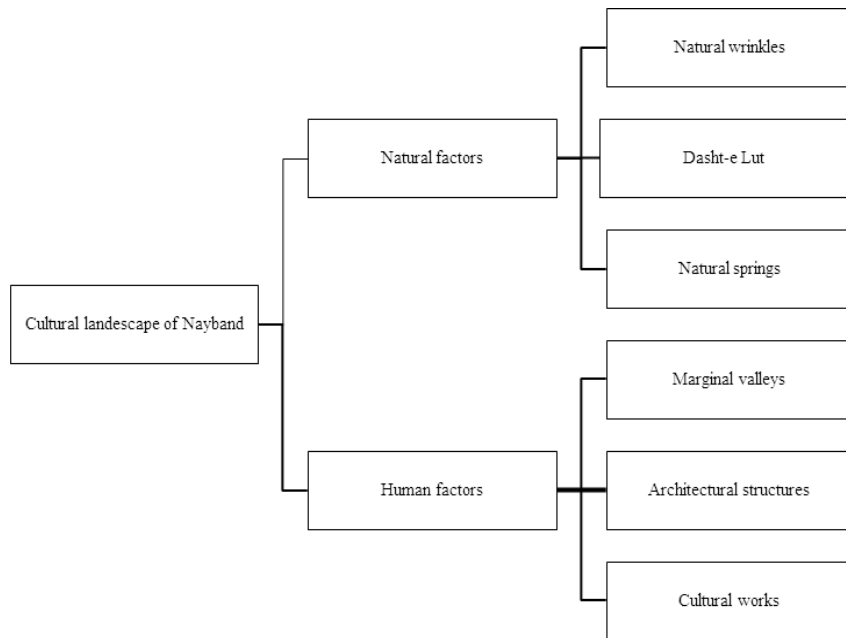 Natural wrinkles
Natural factors
Dasht-e Lut
Natural springs
Cultural landscape of Nayband
Marginal valleys
Human factors
Architectural structures
Cultural works